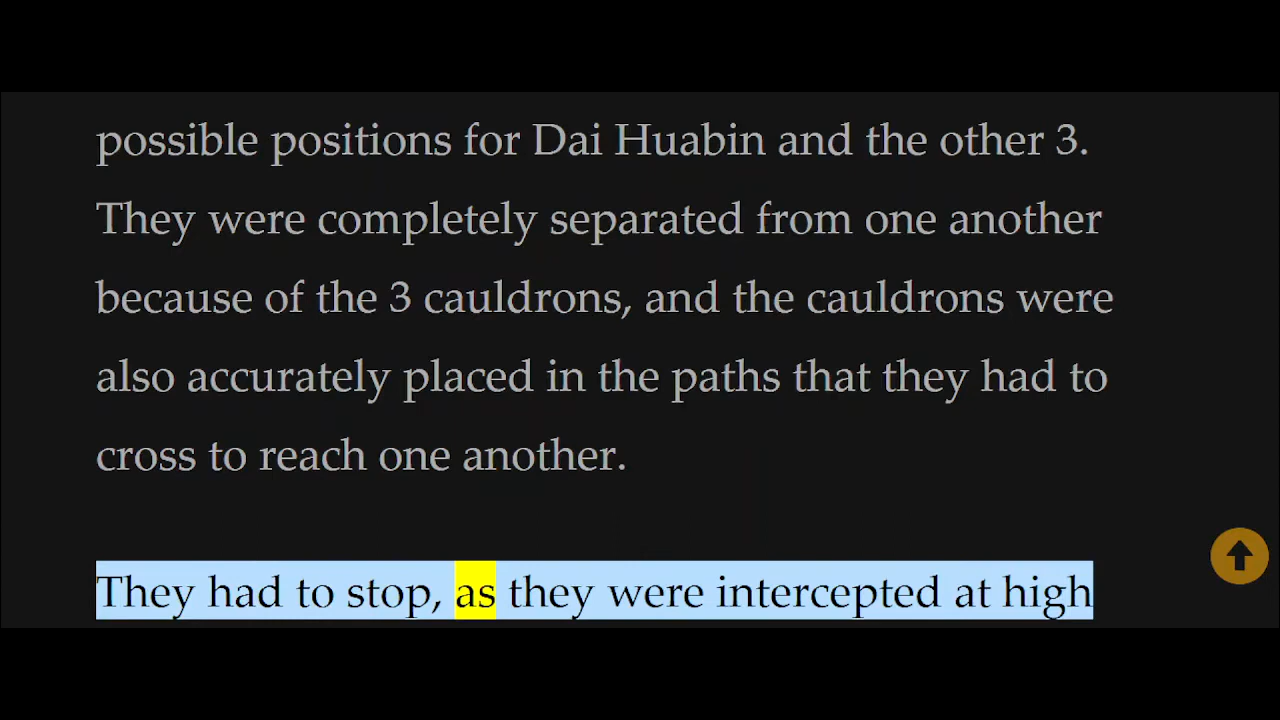 possible positions for Dai Huabin and the other 3.
They were completely separated from one another
because of the 3 cauldrons, and the cauldrons were
also accurately placed in the paths that they had to
cross to reach one another.
They had to stop, as they were intercepted at high